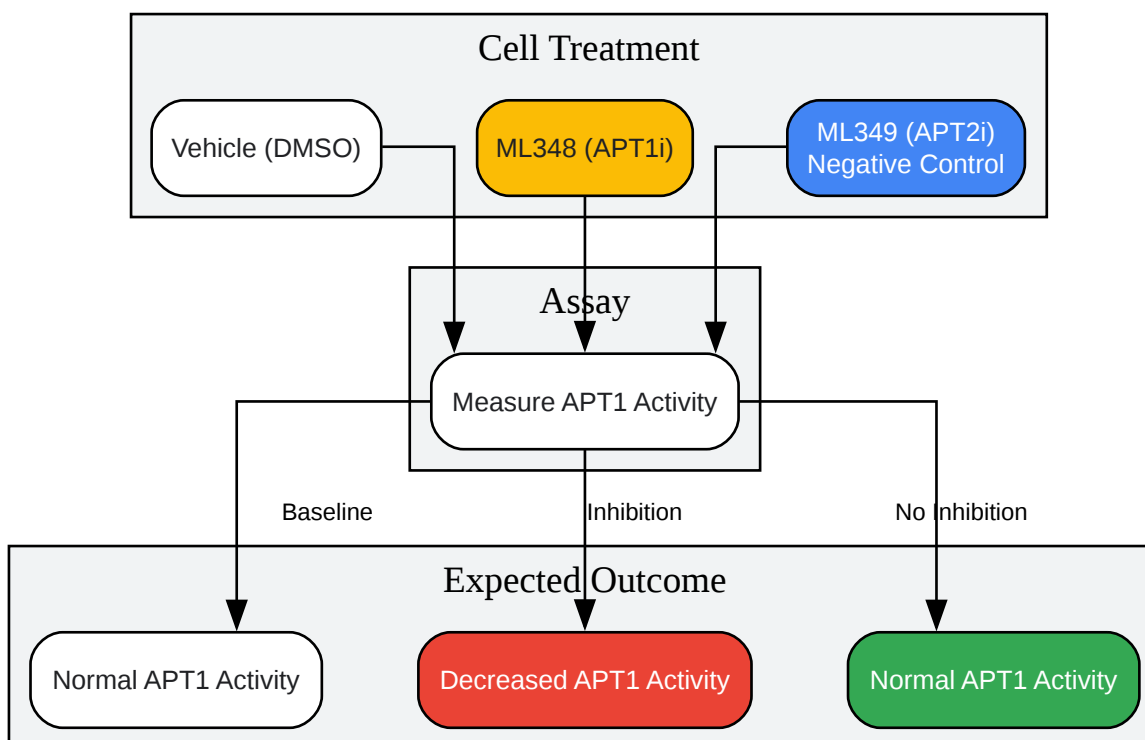 Cell Treatment
Vehicle (DMSO)
ML348 (APT1i)
ML349 (APT2i)
Negative Control
Assay
Measure APT1 Activity
Baseline
Inhibition
No Inhibition
Expected Outcome
Normal APT1 Activity
Decreased APT1 Activity
Normal APT1 Activity